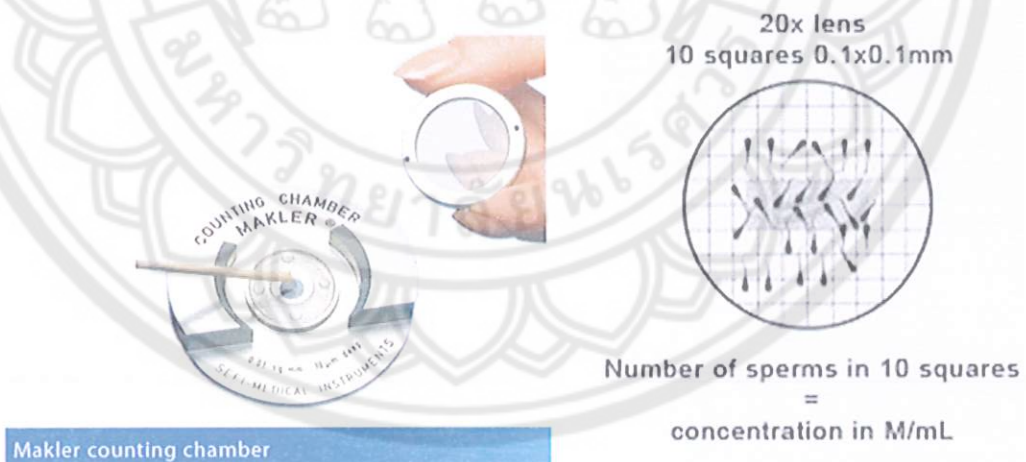 20x lens
10 squares 0.1x0.1mm
COUNTING CHAMBER
MAKLER ®
SEFI-MEDICAL INSTRUMENTS
Number of sperms in 10 squares
=
concentration in M/mL
Makler counting chamber